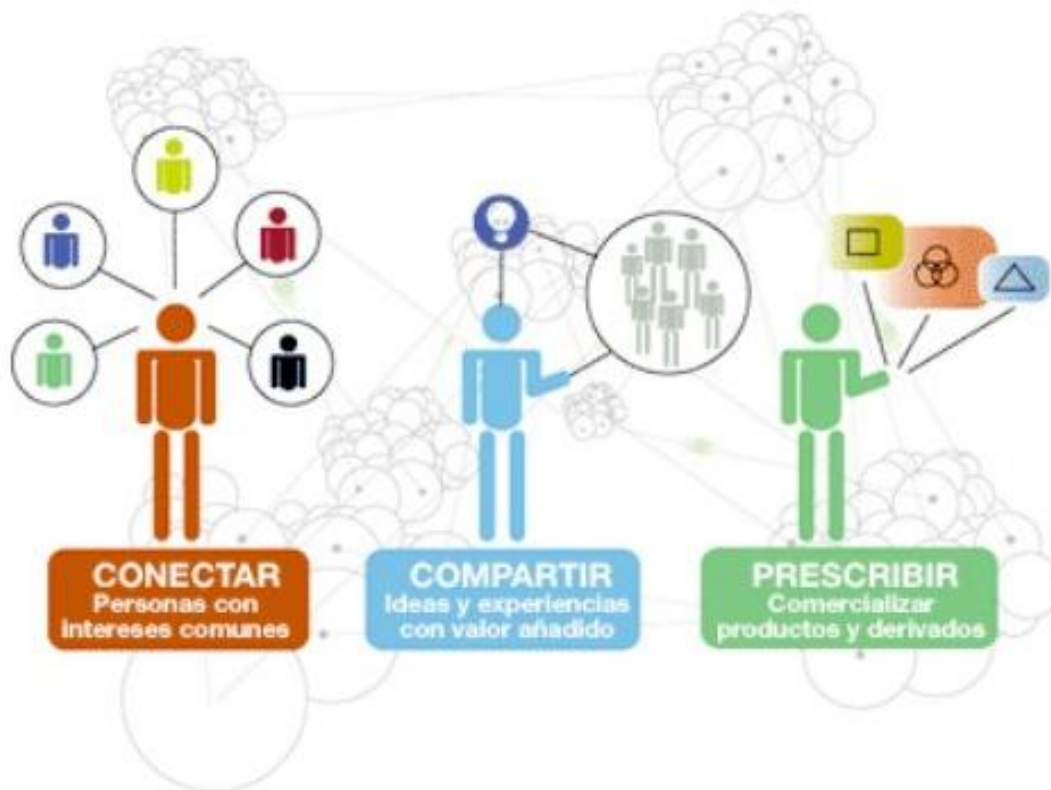 CONECTAR
Personas con
intereses comunes
COMPARTIR
Ideas y experiencias
con valor añadido
PRESCRIBIR
Comercializar
productos y derivados